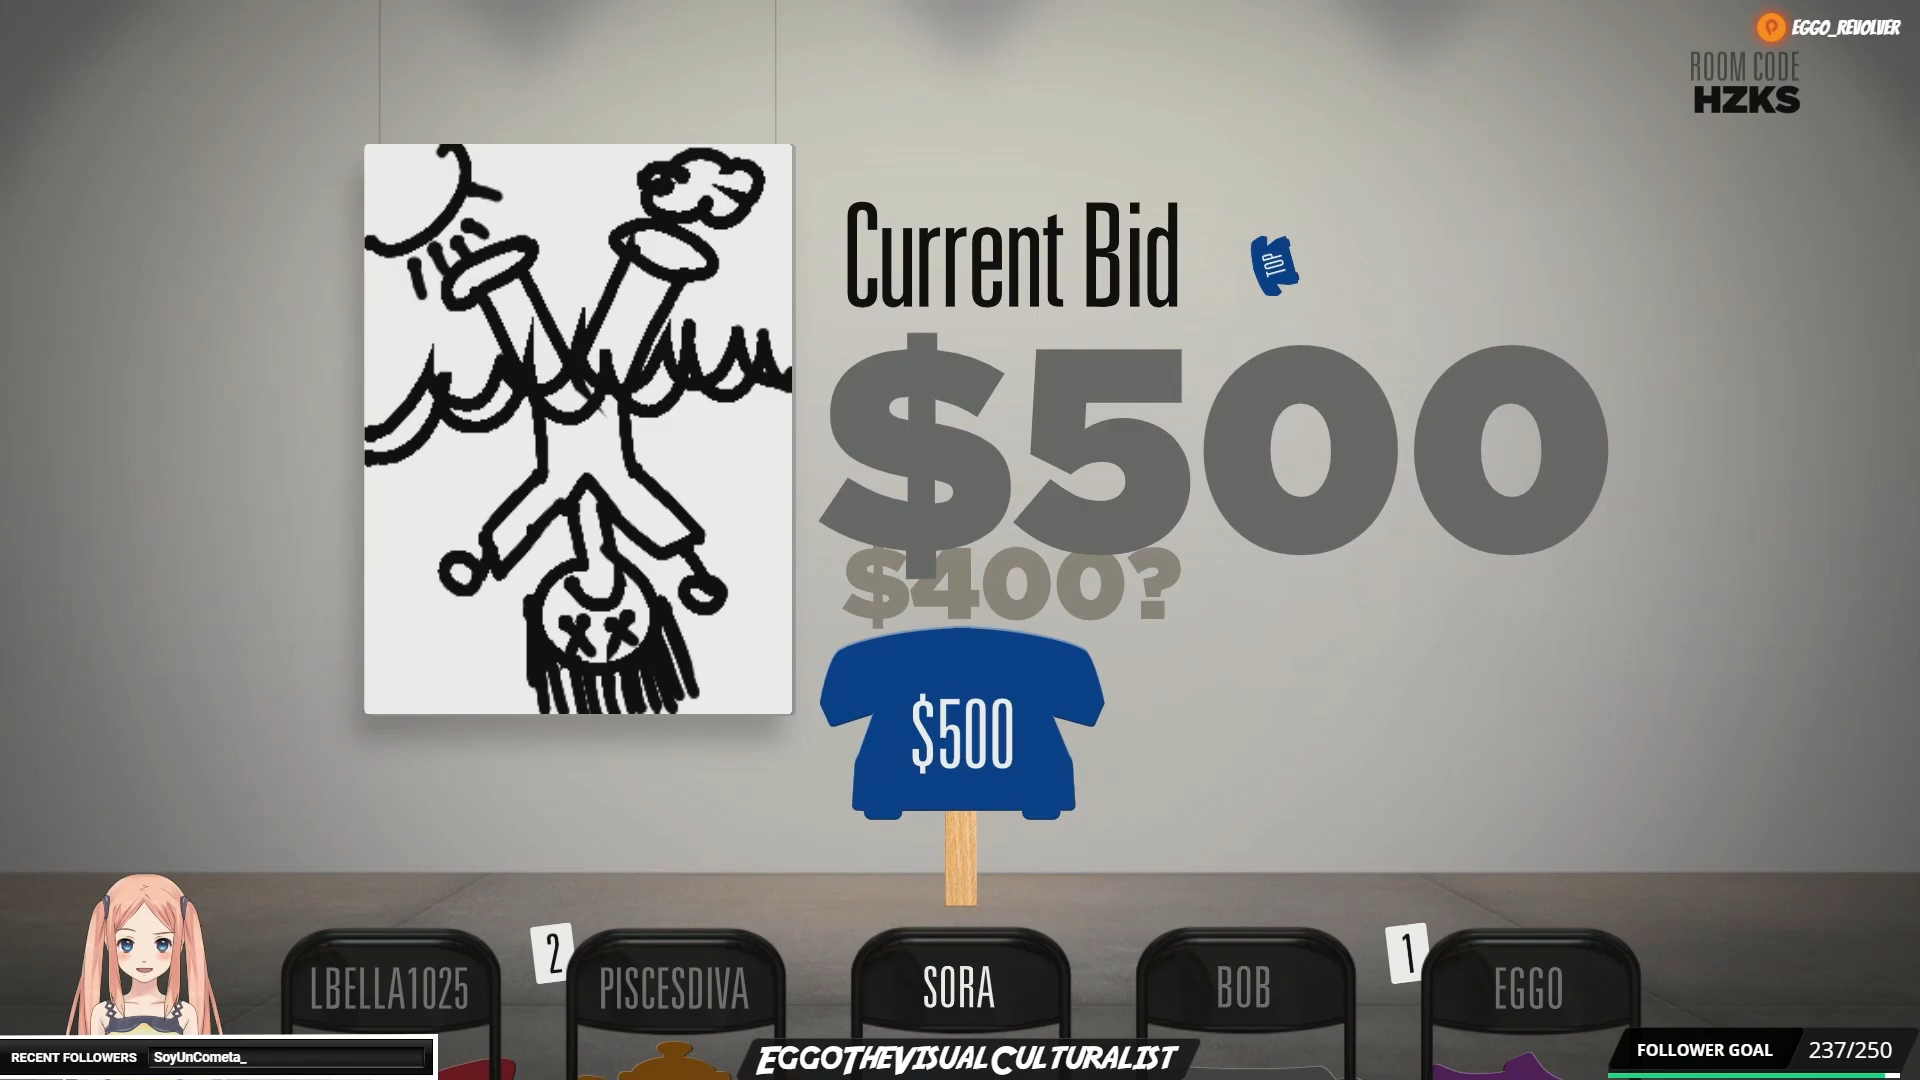 EGGO_REVOLVER
ROOM CODE
HZKS
Current Bid
TOP
$500
$400?
$500
2
1
LBELLA1025
PISCESDIVA
SORA
BOB
EGGO
RECENT FOLLOWERS SoyUnCometa_
EGGOTHEVISUALCULTURALIST
FOLLOWER GOAL 237/250